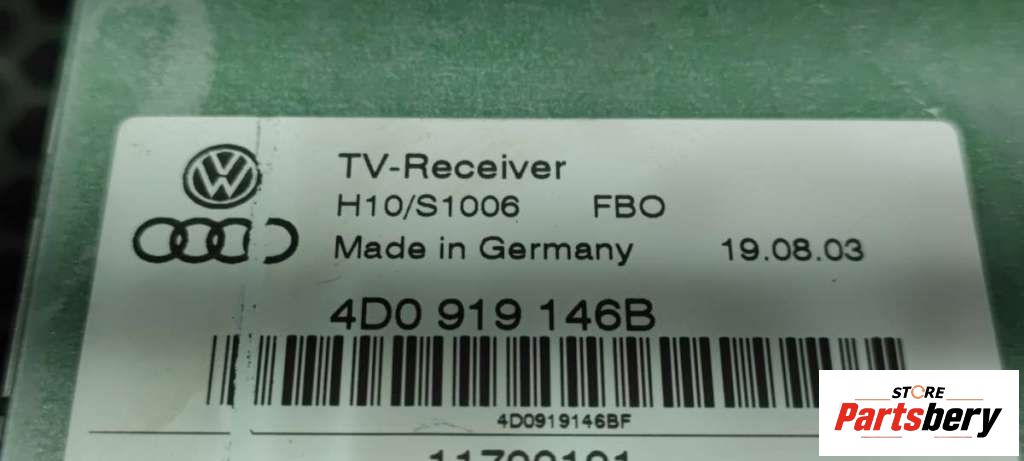 TV-Receiver
H10/S1006 FBO
Made in Germany 19.08.03
4D0 919 146B
4D0919146BF
STORE
Partsbery